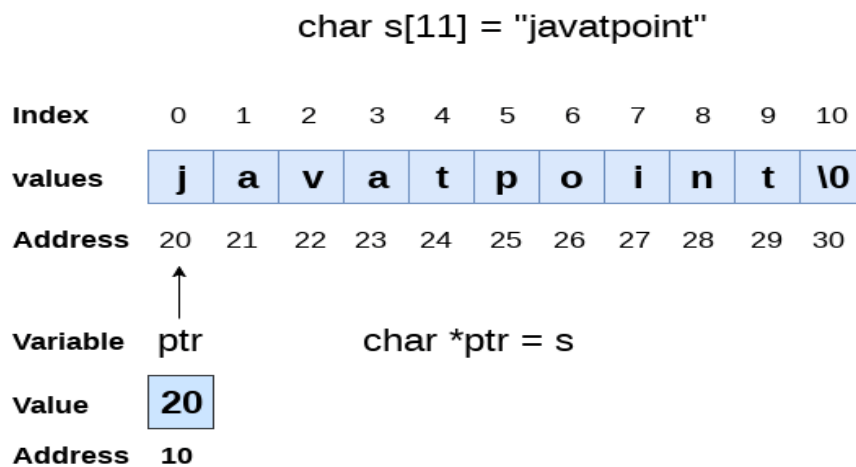 char s[11] = "javatpoint"
Index 0 1 2 3 4 5 6 7 8 9 10
values j a v a t p o i n t \0
Address 20 21 22 23 24 25 26 27 28 29 30
Variable ptr char *ptr = s
Value 20
Address 10